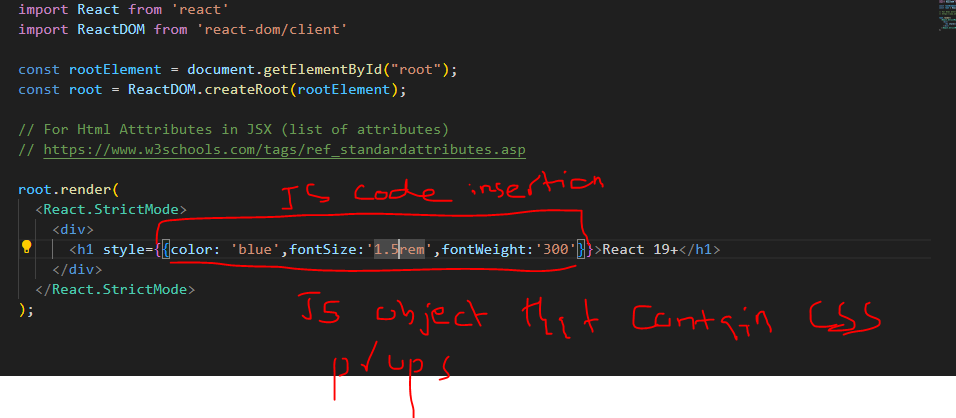 import React from 'react'
import ReactDOM from 'react-dom/client'
const rootElement = document.getElementById("root");
const root = ReactDOM.createRoot(rootElement);
// For Html Atttributes in JSX (list of attributes)
// https://www.w3schools.com/tags/ref_standardattributes.asp
root.render(
JS code insertion
<React.StrictMode>
<div>
<h1 style={{color: 'blue',fontSize:'1.5rem',fontWeight:'300'}}>React 19+</h1>
</div>
</React.StrictMode>
);
JS object that contain CSS
props